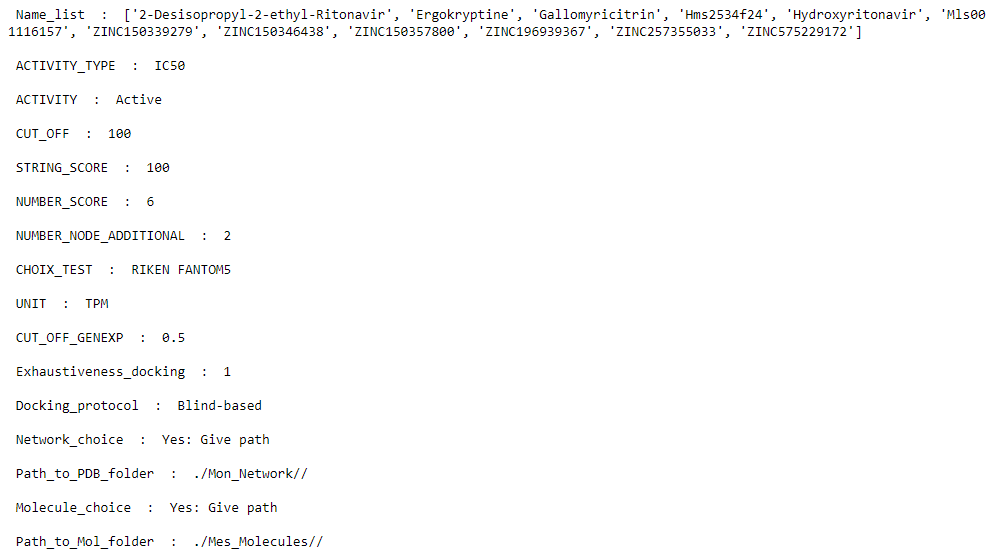 Name_list  :  ['2-Desisopropyl-2-ethyl-Ritonavir', 'Ergokryptine', 'Gallomyricitrin', 'Hms2534f24', 'Hydroxyritonavir', 'Mls00
1116157', 'ZINC150339279', 'ZINC150346438', 'ZINC150357800', 'ZINC196939367', 'ZINC257355033', 'ZINC575229172']
ACTIVITY_TYPE  :  IC50
ACTIVITY  :  Active
CUT_OFF  :  100
STRING_SCORE  :  100
NUMBER_SCORE  :  6
NUMBER_NODE_ADDITIONAL  :  2
CHOIX_TEST  :  RIKEN FANTOM5
UNIT  :  TPM
CUT_OFF_GENEXP  :  0.5
Exhaustiveness_docking  :  1
Docking_protocol  :  Blind-based
Network_choice  :  Yes: Give path
Path_to_PDB_folder  :  ./Mon_Network//
Molecule_choice  :  Yes: Give path
Path_to_Mol_folder  :  ./Mes_Molecules//